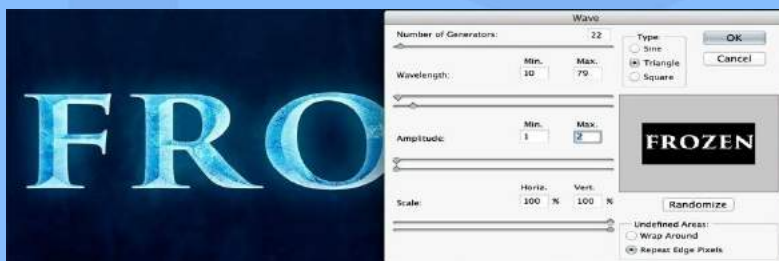 FRO
Wave
Number of Generators: 22
Type:
Sine
Triangle
Square
OK
Cancel
Min. Max.
Wavelength: 10 79
Min. Max.
Amplitude: 1 2
FROZEN
Horiz. Vert.
Scale: 100 % 100 %
Randomize
Undefined Areas:
Wrap Around
Repeat Edge Pixels